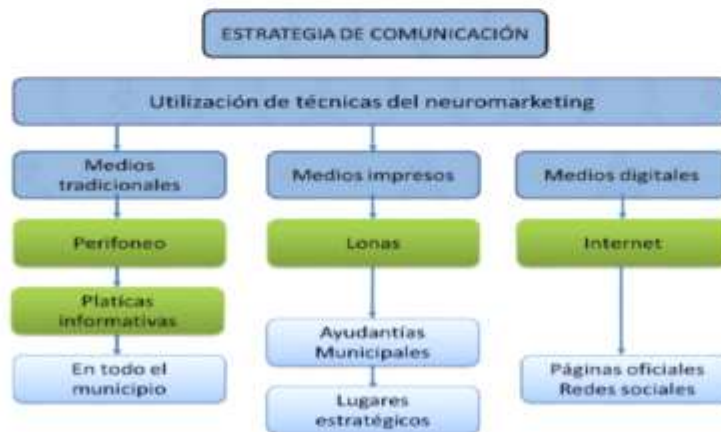 ESTRATEGIA DE COMUNICACIÓN
Utilización de técnicas del neuromarketing
Medios
tradicionales
Medios impresos
Medios digitales
Perifoneo
Lonas
Internet
Platicas
informativas
Ayudantías
Municipales
En todo el
municipio
Páginas oficiales
Redes sociales
Lugares
estratégicos